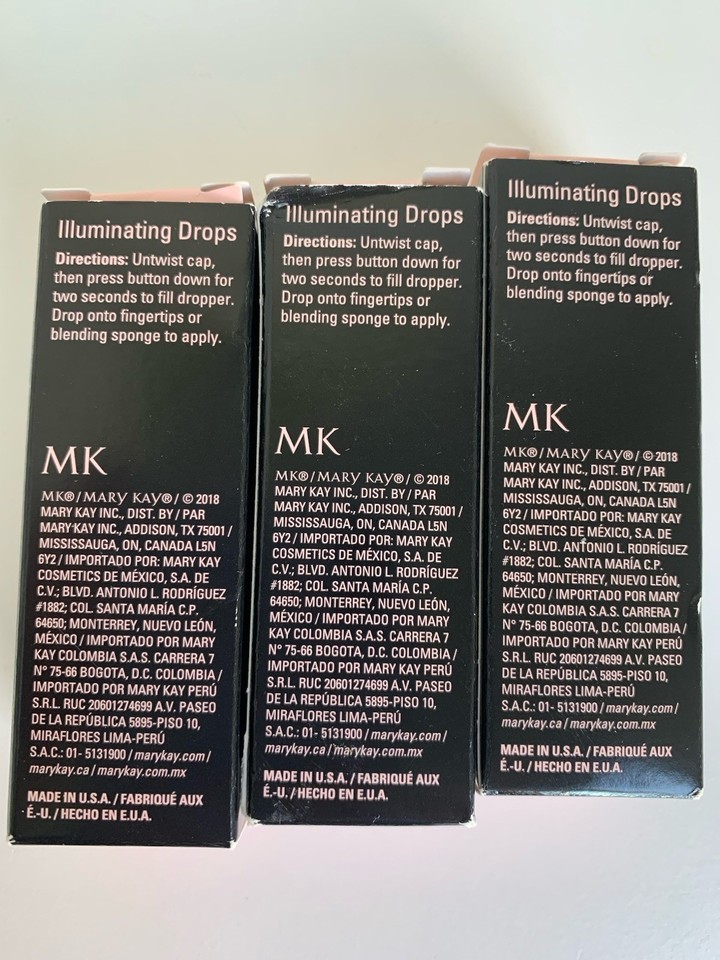 Illuminating Drops
Directions: Untwist cap,
then press button down for
two seconds to fill dropper.
Drop onto fingertips or
blending sponge to apply.
MK
MK®/MARY KAY®/ © 2018
MARY KAY INC., DIST. BY / PAR
MARY KAY INC., ADDISON, TX 75001 /
MISSISSAUGA, ON, CANADA L5N
6Y2 / IMPORTADO POR: MARY KAY
COSMETICS DE MÉXICO, S.A. DE
C.V.; BLVD. ANTONIO L. RODRÍGUEZ
#1882; COL. SANTA MARÍA C.P.
64650; MONTERREY, NUEVO LEÓN,
MÉXICO / IMPORTADO POR MARY
KAY COLOMBIA S.A.S. CARRERA 7
N° 75-66 BOGOTA, D.C. COLOMBIA /
IMPORTADO POR MARY KAY PERÚ
S.R.L. RUC 20601274699 A.V. PASEO
DE LA REPÚBLICA 5895-PISO 10,
MIRAFLORES LIMA-PERÚ
S.A.C.: 01- 5131900 / marykay.com /
marykay.ca / marykay.com.mx
MADE IN U.S.A. / FABRIQUÉ AUX
É.-U. / HECHO EN E.U.A.
Illuminating Drops
Directions: Untwist cap,
then press button down for
two seconds to fill dropper.
Drop onto fingertips or
blending sponge to apply.
MK
MK®/MARY KAY®/ © 2018
MARY KAY INC., DIST. BY / PAR
MARY KAY INC., ADDISON, TX 75001 /
MISSISSAUGA, ON, CANADA L5N
6Y2 / IMPORTADO POR: MARY KAY
COSMETICS DE MÉXICO, S.A. DE
C.V.; BLVD. ANTONIO L. RODRÍGUEZ
#1882; COL. SANTA MARÍA C.P.
64650; MONTERREY, NUEVO LEÓN,
MÉXICO / IMPORTADO POR MARY
KAY COLOMBIA S.A.S. CARRERA 7
N° 75-66 BOGOTA, D.C. COLOMBIA /
IMPORTADO POR MARY KAY PERÚ
S.R.L. RUC 20601274699 A.V. PASEO
DE LA REPÚBLICA 5895-PISO 10,
MIRAFLORES LIMA-PERÚ
S.A.C.: 01- 5131900 / marykay.com /
marykay.ca / marykay.com.mx
MADE IN U.S.A. / FABRIQUÉ AUX
É.-U. / HECHO EN E.U.A.
Illuminating Drops
Directions: Untwist cap,
then press button down for
two seconds to fill dropper.
Drop onto fingertips or
blending sponge to apply.
MK
MK®/MARY KAY®/ © 2018
MARY KAY INC., DIST. BY / PAR
MARY KAY INC., ADDISON, TX 75001 /
MISSISSAUGA, ON, CANADA L5N
6Y2 / IMPORTADO POR: MARY KAY
COSMETICS DE MÉXICO, S.A. DE
C.V.; BLVD. ANTONIO L. RODRÍGUEZ
#1882; COL. SANTA MARÍA C.P.
64650; MONTERREY, NUEVO LEÓN,
MÉXICO / IMPORTADO POR MARY
KAY COLOMBIA S.A.S. CARRERA 7
N° 75-66 BOGOTA, D.C. COLOMBIA /
IMPORTADO POR MARY KAY PERÚ
S.R.L. RUC 20601274699 A.V. PASEO
DE LA REPÚBLICA 5895-PISO 10,
MIRAFLORES LIMA-PERÚ
S.A.C.: 01- 5131900 / marykay.com /
marykay.ca / marykay.com.mx
MADE IN U.S.A. / FABRIQUÉ AUX
É.-U. / HECHO EN E.U.A.